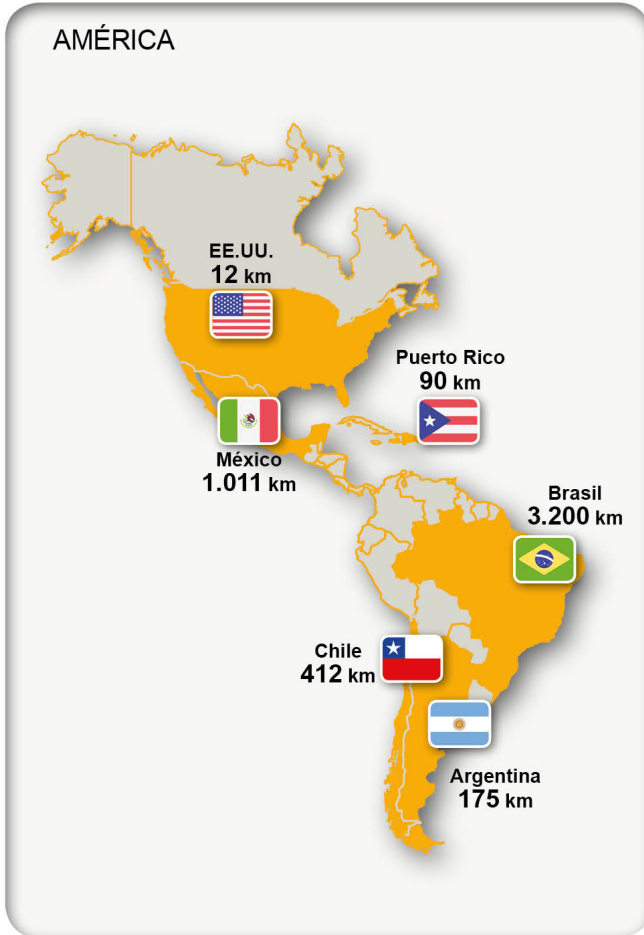 AMÉRICA
EE.UU.
12 km
Puerto Rico
90 km
México
1.011 km
Brasil
3.200 km
Chile
412 km
Argentina
175 km